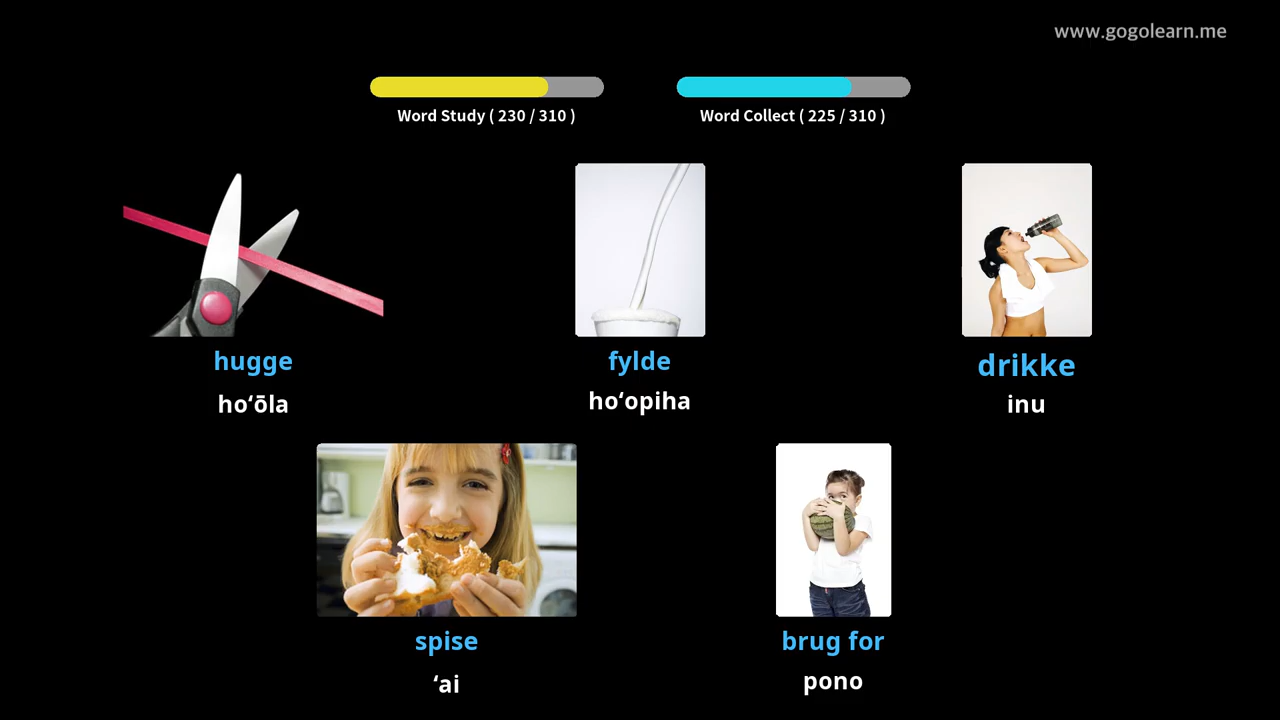 www.gogolearn.me
Word Study ( 230 / 310 )
Word Collect ( 225 / 310 )
hugge
hoʻōla
fylde
hoʻopiha
drikke
inu
spise
ʻai
brug for
pono